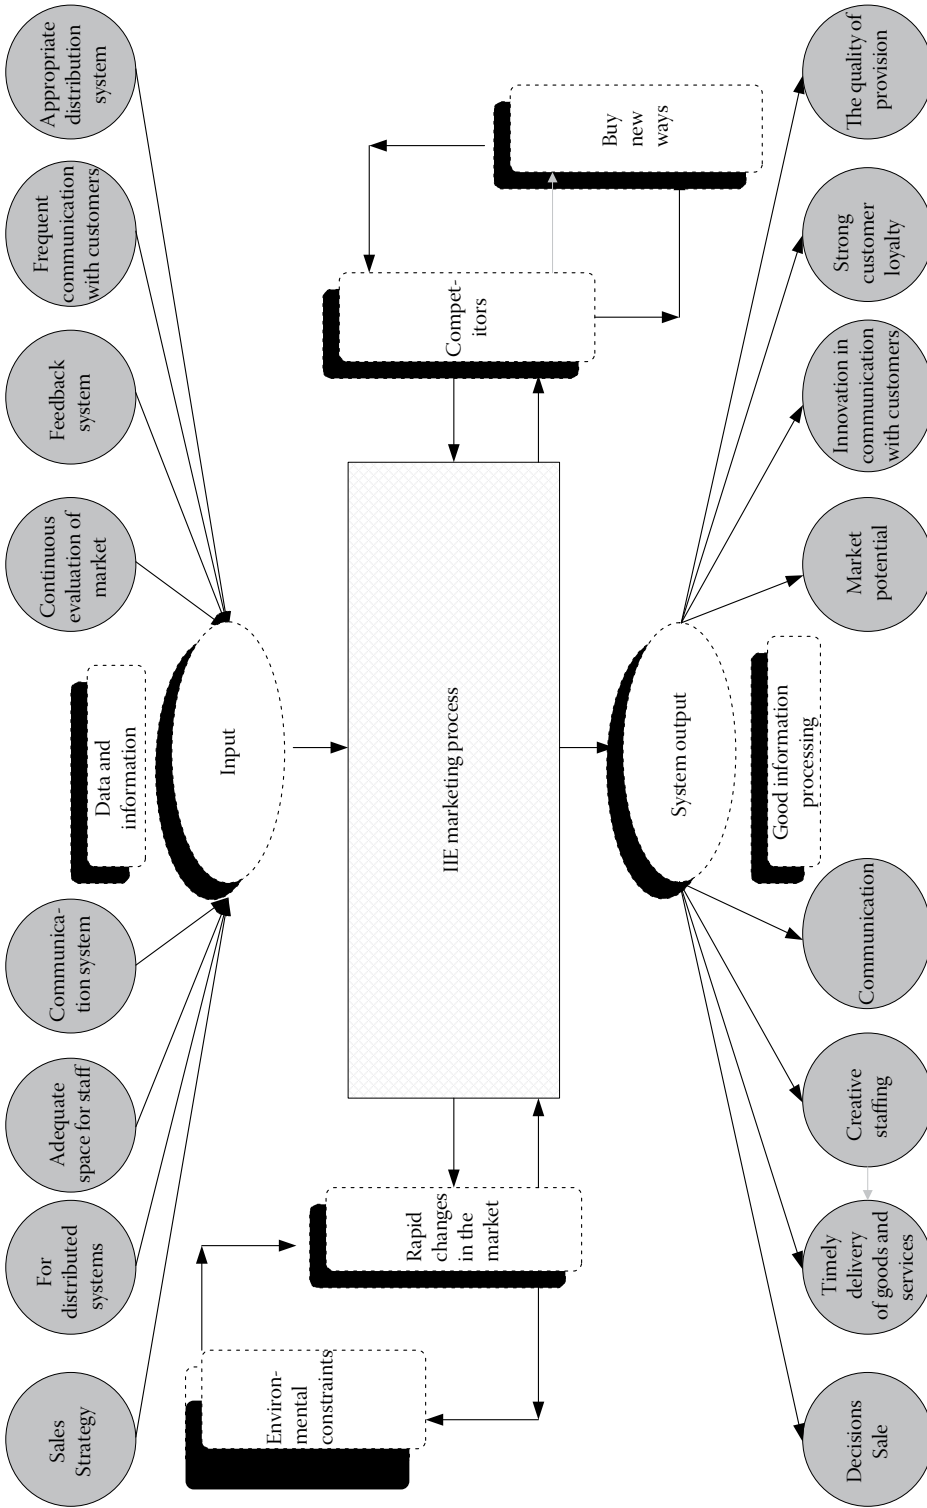 Sales
Strategy
For
distributed
systems
Adequate
space for staff
Communica-
tion system
Data and
information
Continuous
evaluation of
market
Feedback
system
Frequent
communication
with customers
Appropriate
distribution
system
Input
Environ-
mental
constraints
Rapid
changes
in the
market
IIE marketing process
Compet-
itors
Buy
new
ways
System output
Good information
processing
Decisions
Sale
Timely
delivery
of goods and
services
Creative
staffing
Communication
Market
potential
Innovation in
communication
with customers
Strong
customer
loyalty
The quality of
provision